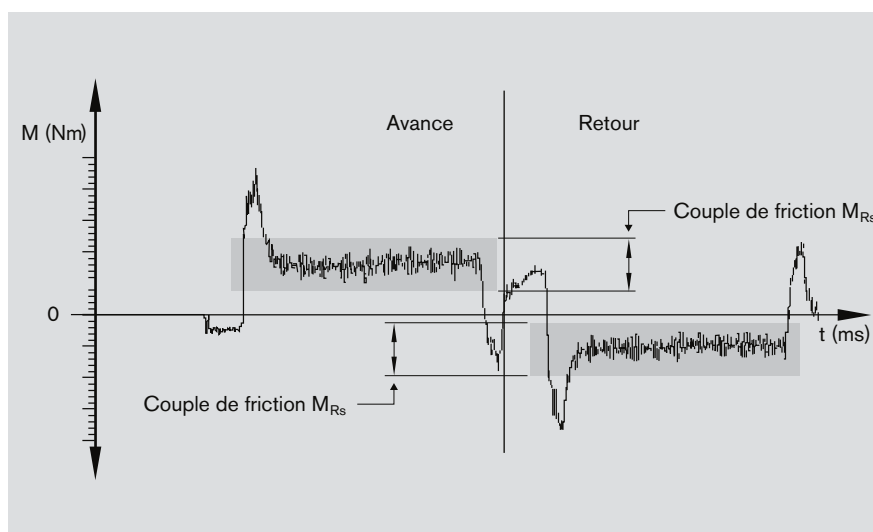 Avance
Retour
M (Nm)
Couple de friction M_Rs
0
t (ms)
Couple de friction M_Rs